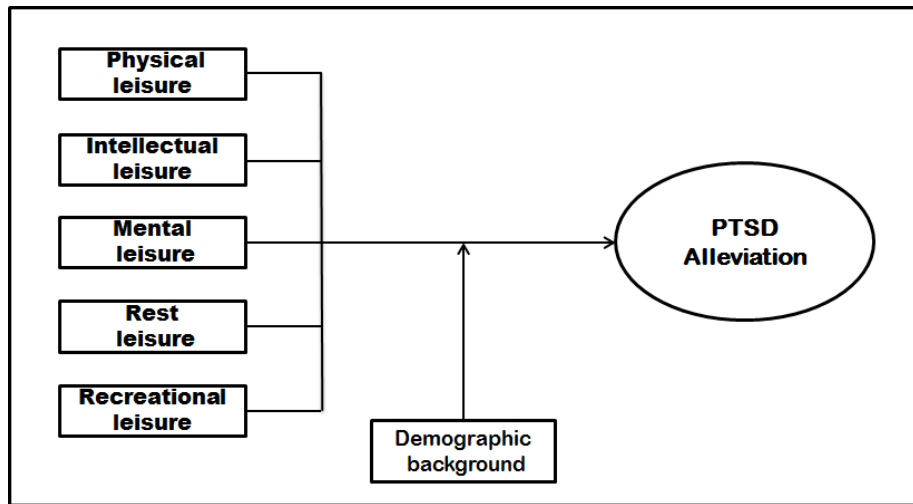 Physical
leisure
Intellectual
leisure
Mental
leisure
Rest
leisure
Recreational
leisure
Demographic
background
PTSD
Alleviation